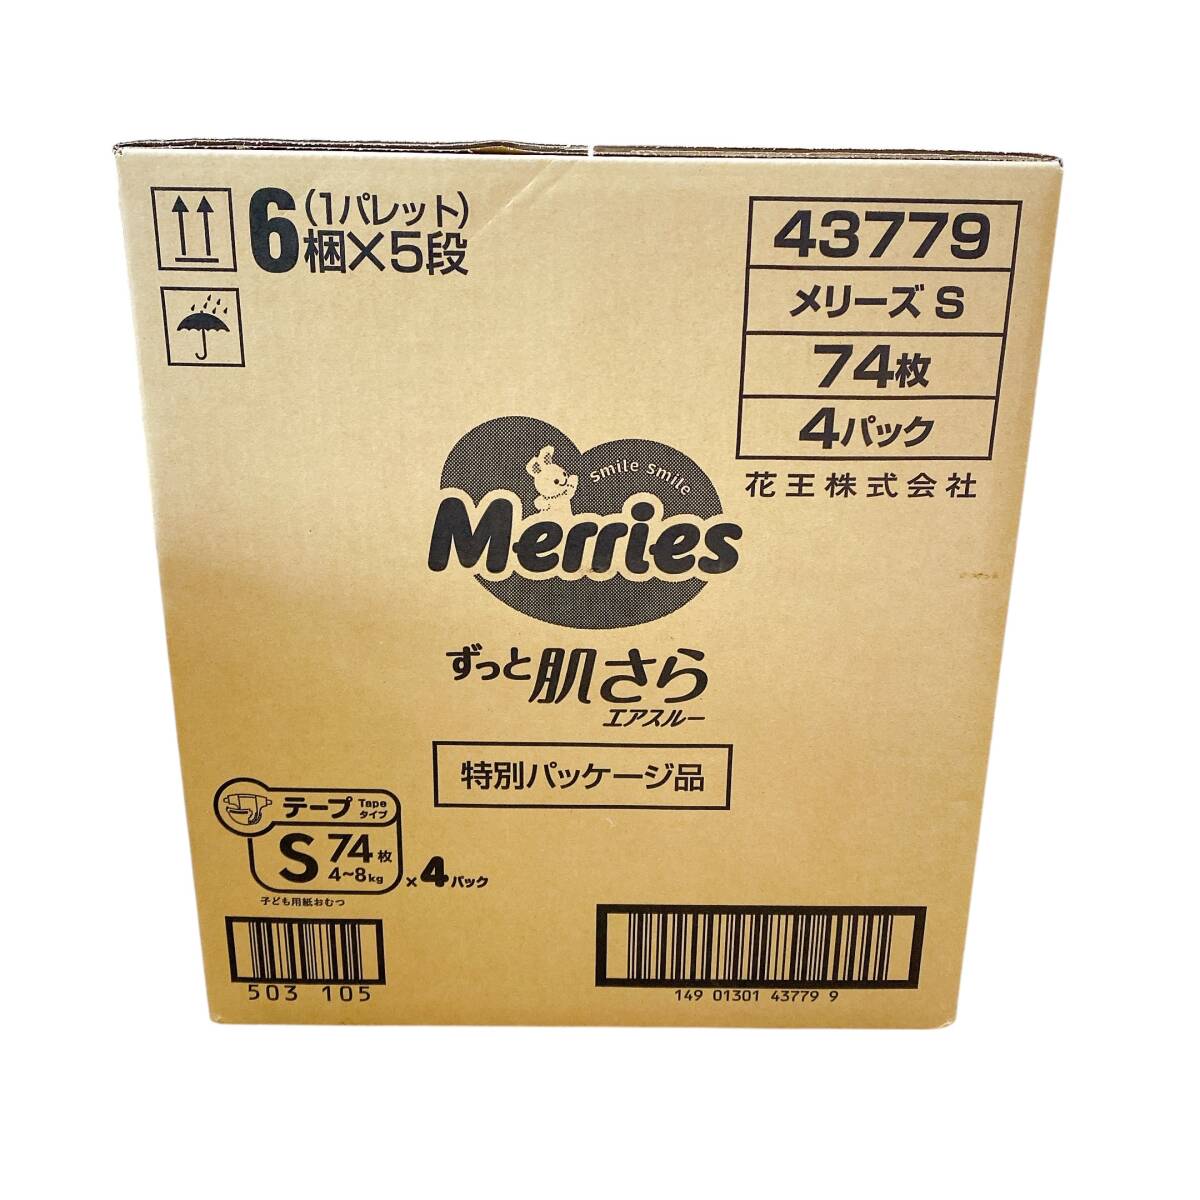 6 (1パレット)
梱×5段
43779
メリーズ S
74枚
4パック
花王株式会社
smile smile
Merries
ずっと肌さら
エアスルー
特別パッケージ品
テープ Tape
タイプ
S 74枚
4~8kg
×4パック
子ども用紙おむつ
503 105
149 01301 43779 9